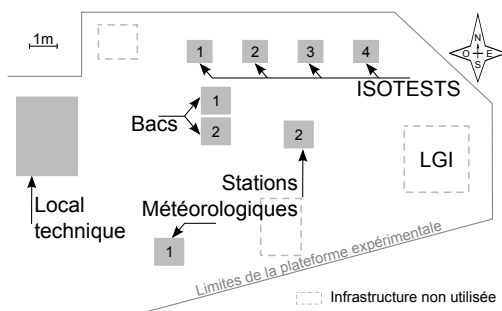 1m
N
O E
S
1 2 3 4
ISOTESTS
1
Bacs
2
2
LGI
Stations
Météorologiques
Local
technique
1
Limites de la plateforme expérimentale
Infrastructure non utilisée